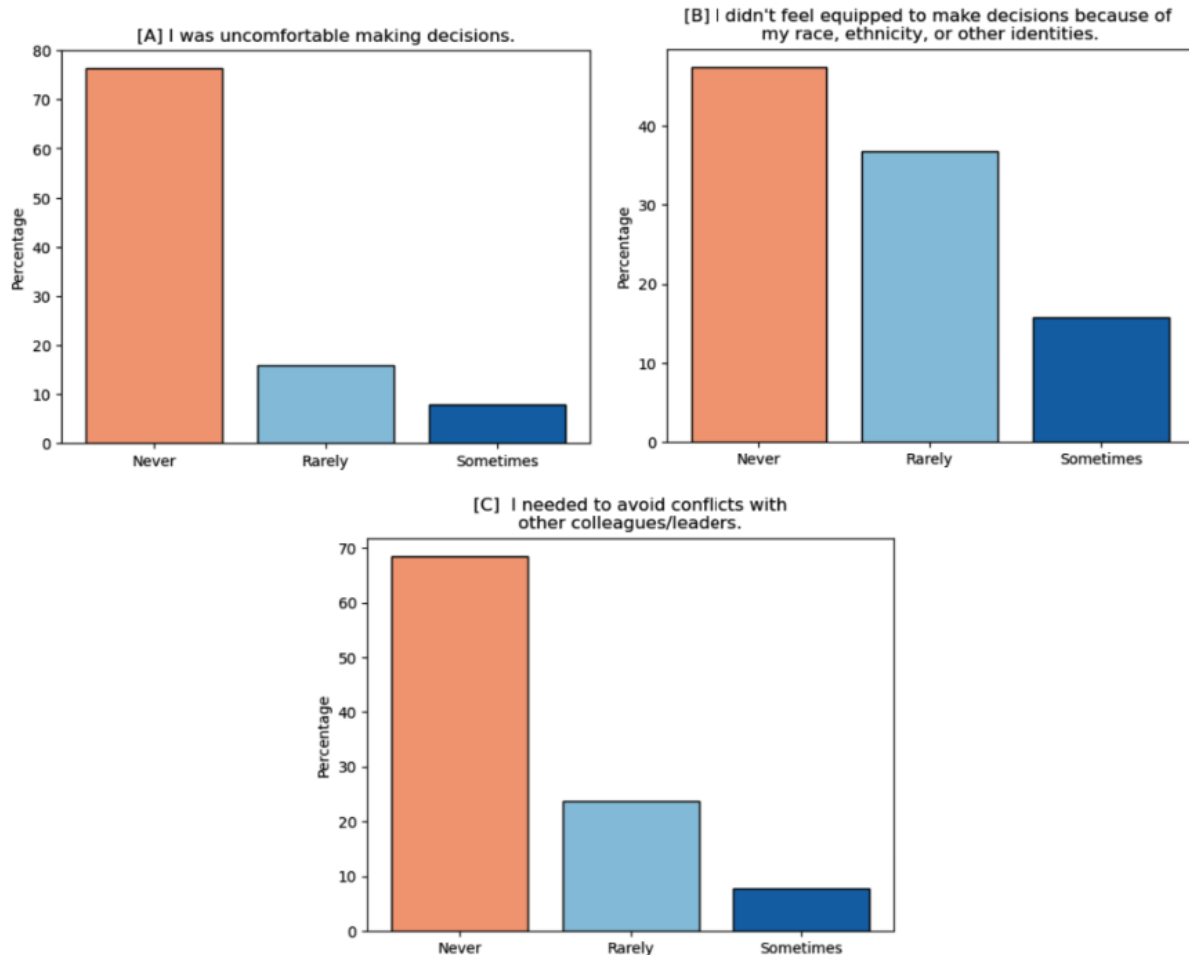 [A] I was uncomfortable making decisions.
80
70
60
50
40
30
20
10
0
Percentage
Never Rarely Sometimes
[B] I didn't feel equipped to make decisions because of
my race, ethnicity, or other identities.
40
30
20
10
0
Percentage
Never Rarely Sometimes
[C] I needed to avoid conflicts with
other colleagues/leaders.
70
60
50
40
30
20
10
0
Percentage
Never Rarely Sometimes